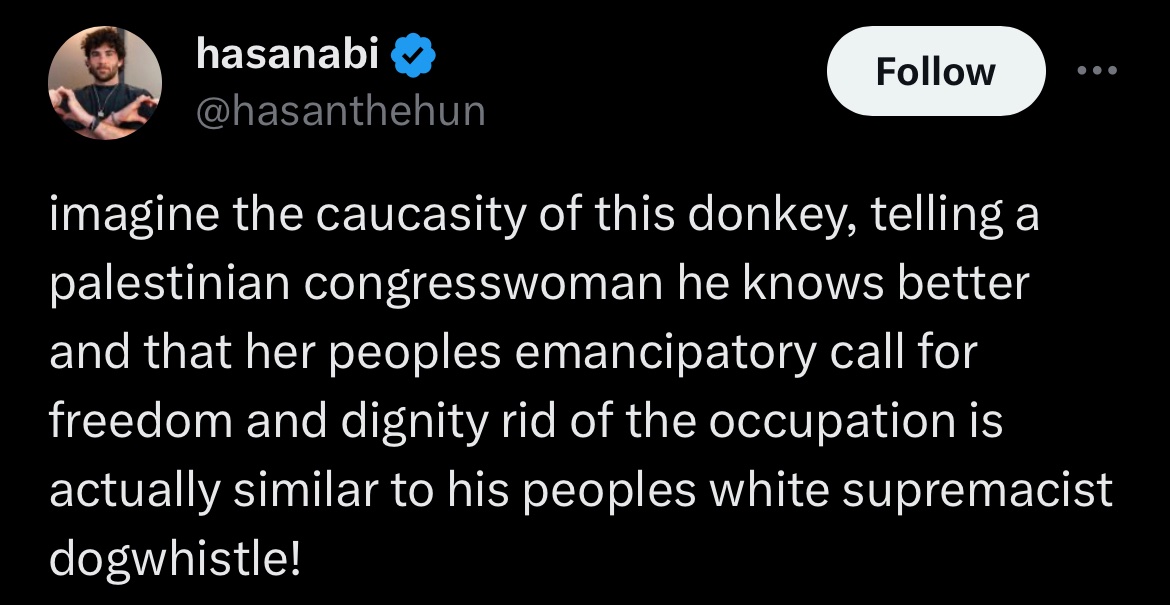 hasanabi
@hasanthehun
Follow
imagine the caucasity of this donkey, telling a
palestinian congresswoman he knows better
and that her peoples emancipatory call for
freedom and dignity rid of the occupation is
actually similar to his peoples white supremacist
dogwhistle!